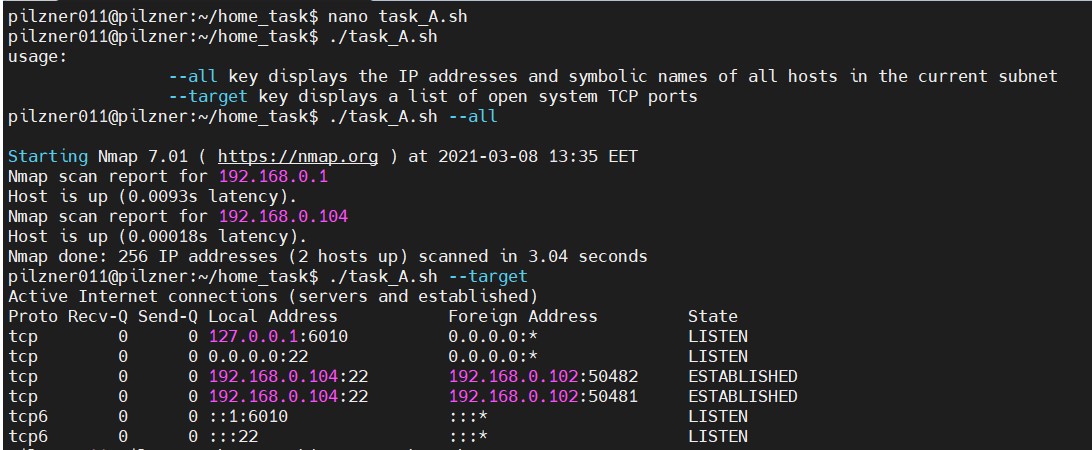 pilzner011@pilzner:~/home_task$ nano task_A.sh
pilzner011@pilzner:~/home_task$ ./task_A.sh
usage:
--all key displays the IP addresses and symbolic names of all hosts in the current subnet
--target key displays a list of open system TCP ports
pilzner011@pilzner:~/home_task$ ./task_A.sh --all
Starting Nmap 7.01 ( https://nmap.org ) at 2021-03-08 13:35 EET
Nmap scan report for 192.168.0.1
Host is up (0.0093s latency).
Nmap scan report for 192.168.0.104
Host is up (0.00018s latency).
Nmap done: 256 IP addresses (2 hosts up) scanned in 3.04 seconds
pilzner011@pilzner:~/home_task$ ./task_A.sh --target
Active Internet connections (servers and established)
Proto Recv-Q Send-Q Local Address           Foreign Address         State
tcp        0      0 127.0.0.1:6010          0.0.0.0:*               LISTEN
tcp        0      0 0.0.0.0:22              0.0.0.0:*               LISTEN
tcp        0      0 192.168.0.104:22        192.168.0.102:50482     ESTABLISHED
tcp        0      0 192.168.0.104:22        192.168.0.102:50481     ESTABLISHED
tcp6       0      0 ::1:6010                :::*                    LISTEN
tcp6       0      0 :::22                   :::*                    LISTEN